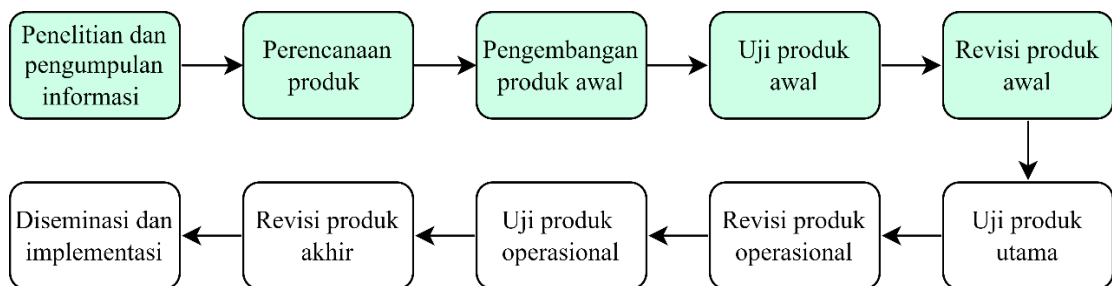 Penelitian dan
pengumpulan
informasi
Perencanaan
produk
Pengembangan
produk awal
Uji produk
awal
Revisi produk
awal
Uji produk
utama
Revisi produk
operasional
Uji produk
operasional
Revisi produk
akhir
Diseminasi dan
implementasi